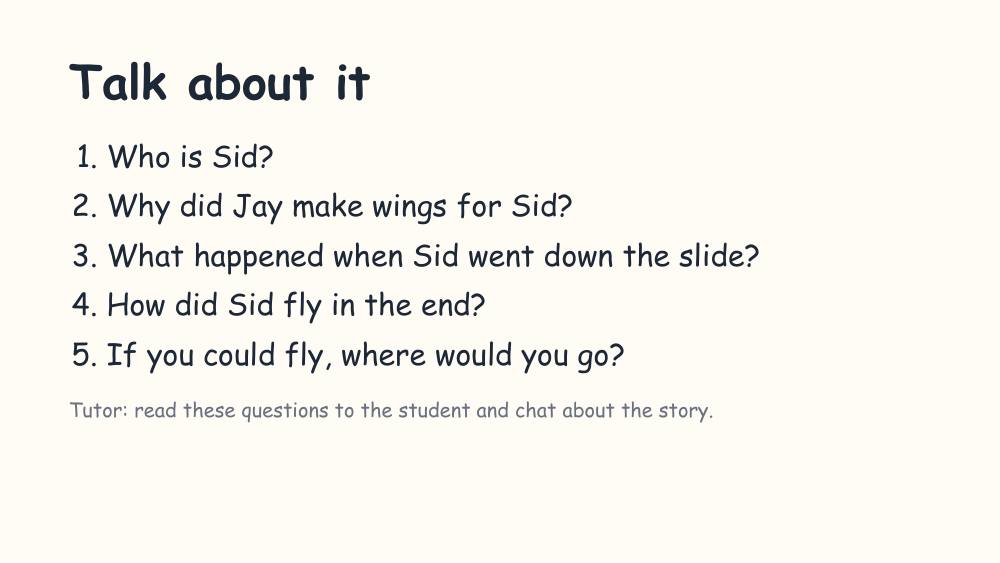 Talk about it
1. Who is Sid?
2. Why did Jay make wings for Sid?
3. What happened when Sid went down the slide?
4. How did Sid fly in the end?
5. If you could fly, where would you go?
Tutor: read these questions to the student and chat about the story.